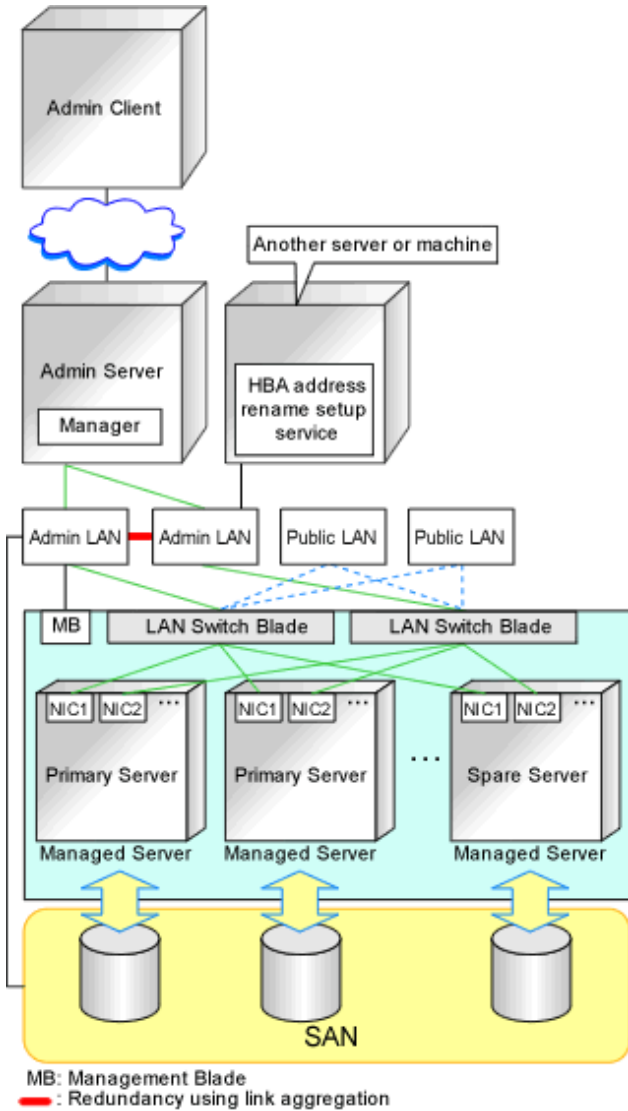 Admin Client
Another server or machine
Admin Server
Manager
HBA address
rename setup
service
Admin LAN
Admin LAN
Public LAN
Public LAN
MB
LAN Switch Blade
LAN Switch Blade
NIC1
NIC2
...
NIC1
NIC2
...
NIC1
NIC2
...
Primary Server
Primary Server
...
Spare Server
Managed Server
Managed Server
Managed Server
SAN
MB: Management Blade
: Redundancy using link aggregation